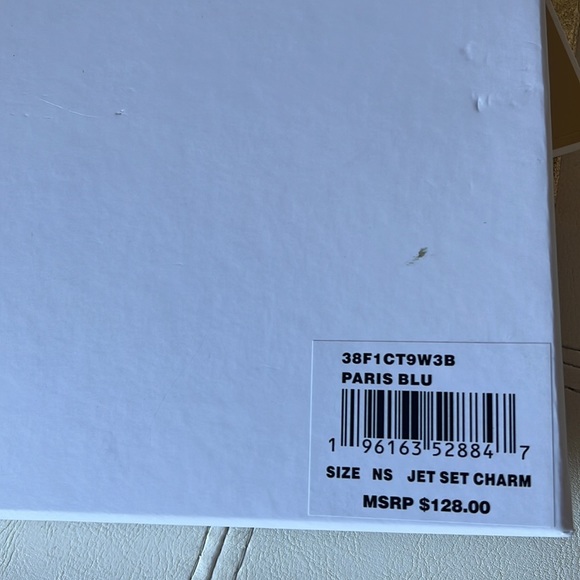 38F1CT9W3B
PARIS BLU
1 96163 52884 7
SIZE NS JET SET CHARM
MSRP $128.00